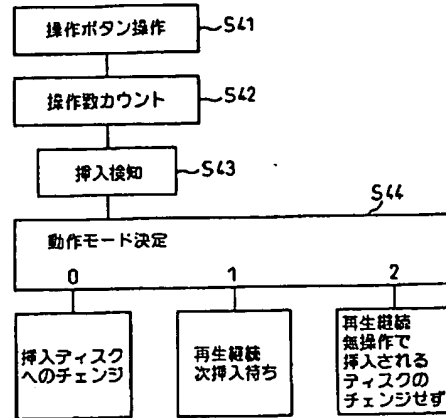 操作ボタン操作
S41
操作数カウント
S42
挿入検知
S43
S44
動作モード決定
0
1
2
挿入ディスク
へのチェンジ
再生継続
次挿入待ち
再生継続
無操作で
挿入される
ディスクの
チェンジせず